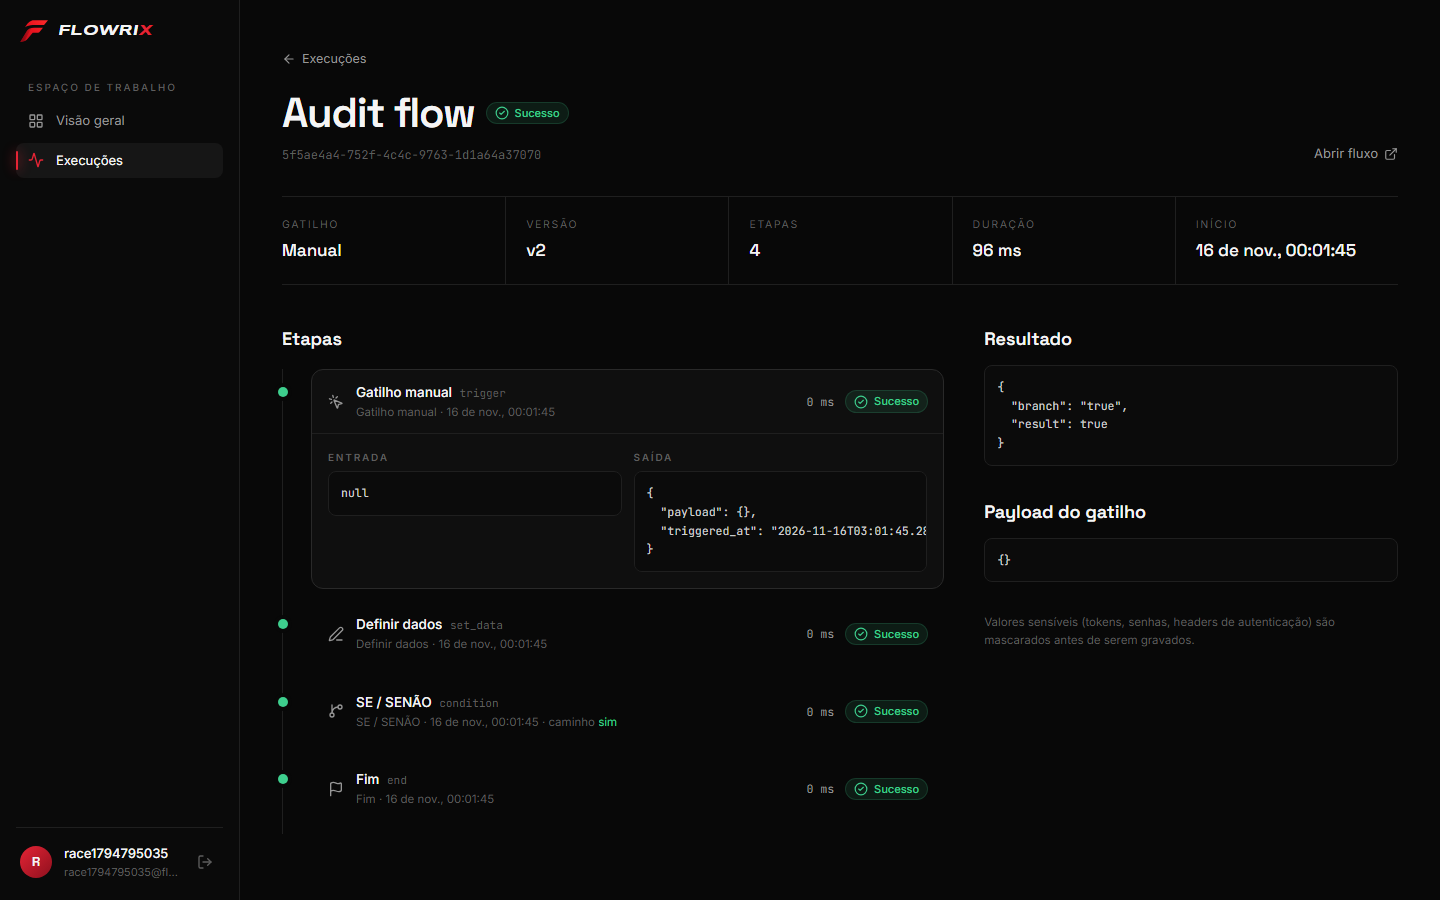 FLOWRIX
ESPAÇO DE TRABALHO
Visão geral
Execuções
race1794795035
race1794795035@fl...
R
Execuções
Audit flow
Sucesso
5f5ae4a4-752f-4c4c-9763-1d1a64a37070
Abrir fluxo
GATILHO
Manual
VERSÃO
v2
ETAPAS
4
DURAÇÃO
96 ms
INÍCIO
16 de nov., 00:01:45
Etapas
Gatilho manual trigger
Gatilho manual · 16 de nov., 00:01:45
0 ms
Sucesso
ENTRADA
null
SAÍDA
{
"payload": {},
"triggered_at": "2026-11-16T03:01:45.28
}
Definir dados set_data
Definir dados · 16 de nov., 00:01:45
0 ms
Sucesso
SE / SENÃO condition
SE / SENÃO · 16 de nov., 00:01:45 · caminho sim
0 ms
Sucesso
Fim end
Fim · 16 de nov., 00:01:45
0 ms
Sucesso
Resultado
{
"branch": "true",
"result": true
}
Payload do gatilho
{}
Valores sensíveis (tokens, senhas, headers de autenticação) são
mascarados antes de serem gravados.